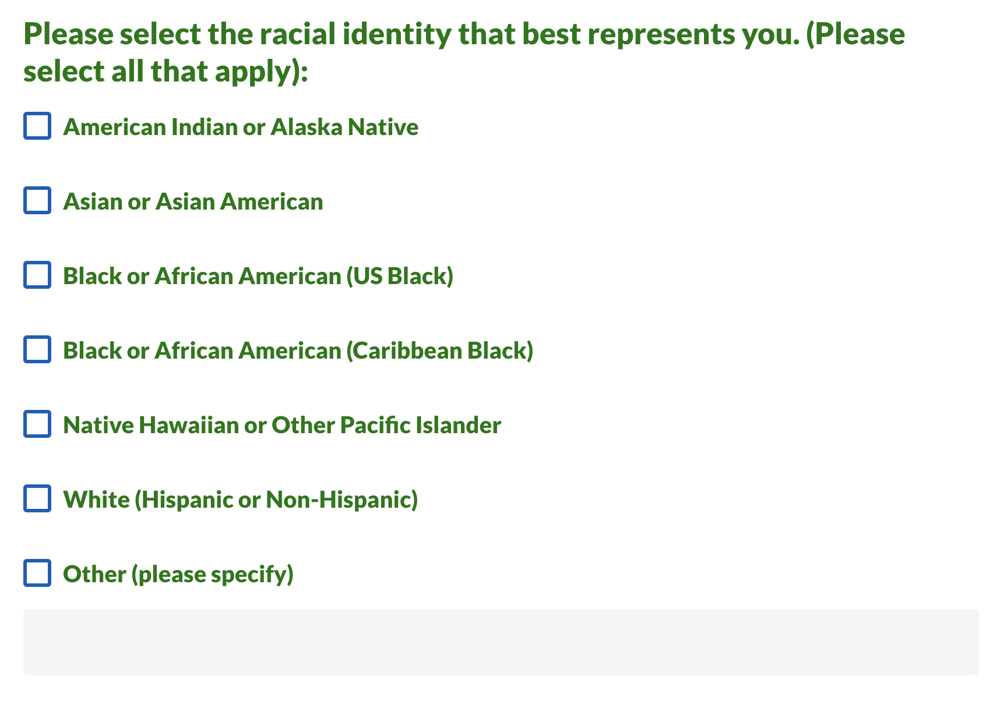 Please select the racial identity that best represents you. (Please
select all that apply):
American Indian or Alaska Native
Asian or Asian American
Black or African American (US Black)
Black or African American (Caribbean Black)
Native Hawaiian or Other Pacific Islander
White (Hispanic or Non-Hispanic)
Other (please specify)